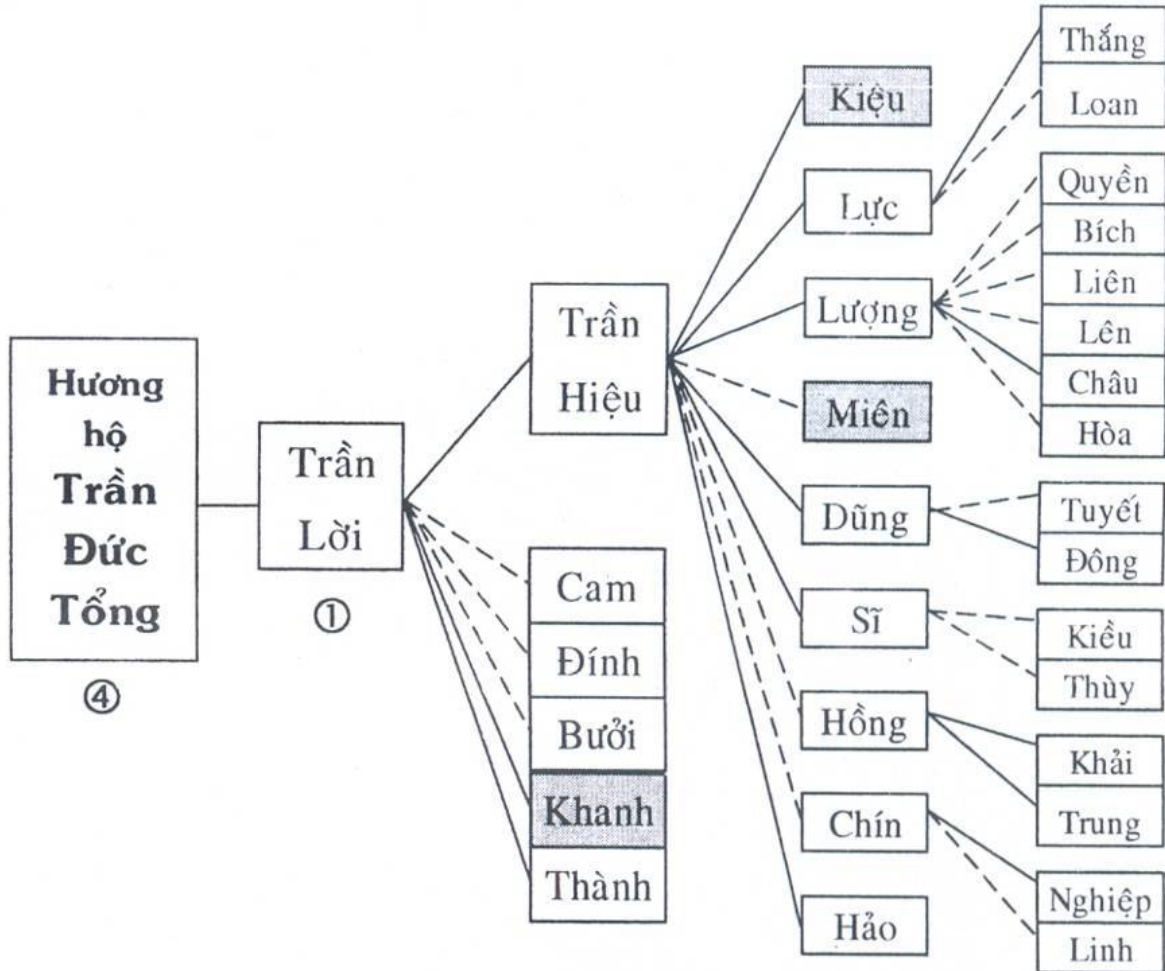 Hương
hộ
Trần
Đức
Tổng
④
Trần
Lời
①
Trần
Hiệu
Cam
Đính
Bưởi
Khanh
Thành
Kiệu
Lực
Lượng
Miên
Dũng
Sĩ
Hồng
Chín
Hảo
Thắng
Loan
Quyền
Bích
Liên
Lên
Châu
Hòa
Tuyết
Đông
Kiều
Thùy
Khải
Trung
Nghiệp
Linh